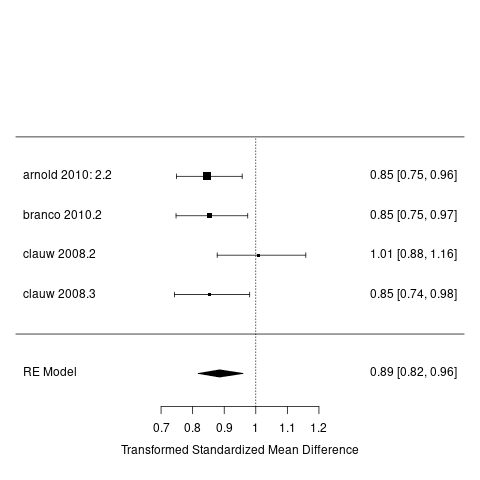 arnold 2010: 2.2 0.85 [0.75, 0.96]
branco 2010.2 0.85 [0.75, 0.97]
clauw 2008.2 1.01 [0.88, 1.16]
clauw 2008.3 0.85 [0.74, 0.98]
RE Model 0.89 [0.82, 0.96]
0.7 0.8 0.9 1 1.1 1.2
Transformed Standardized Mean Difference